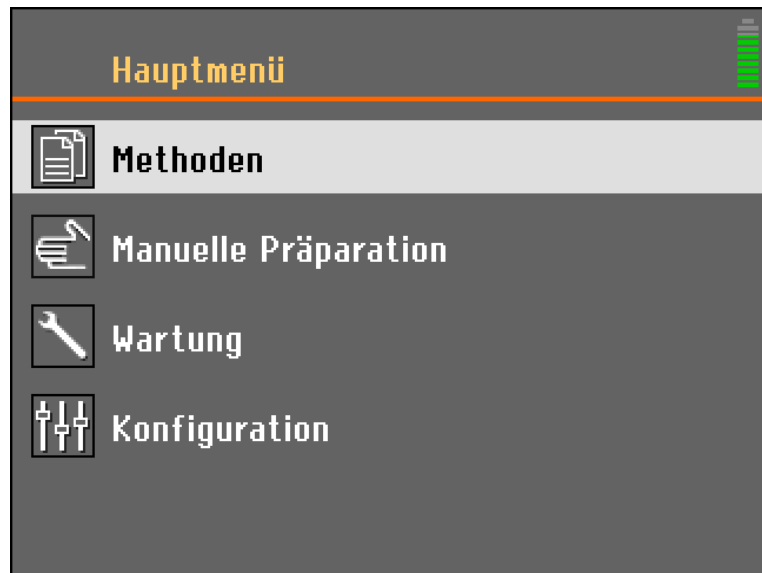 Hauptmenü
Methoden
Manuelle Präparation
Wartung
Konfiguration